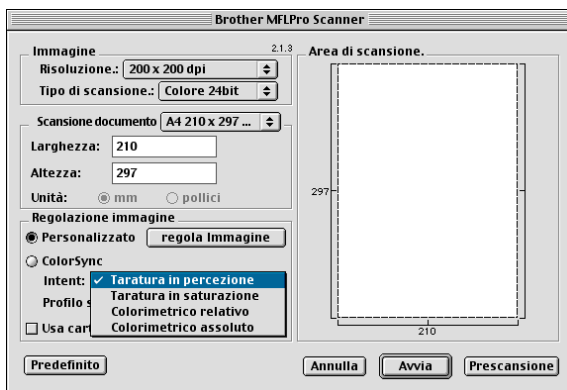 Brother MFLPro Scanner
Immagine
2.1.3
Risoluzione.: 200 x 200 dpi
Tipo di scansione.: Colore 24bit
Scansione documento A4 210 x 297 ...
Larghezza: 210
Altezza: 297
Unità: mm pollici
Regolazione immagine
Personalizzato regola Immagine
ColorSync
Intent: ✓ Taratura in percezione
Taratura in saturazione
Profilo s
Colorimetrico relativo
Usa cart
Colorimetrico assoluto
Area di scansione.
297
210
Predefinito
Annulla
Avvia
Prescansione